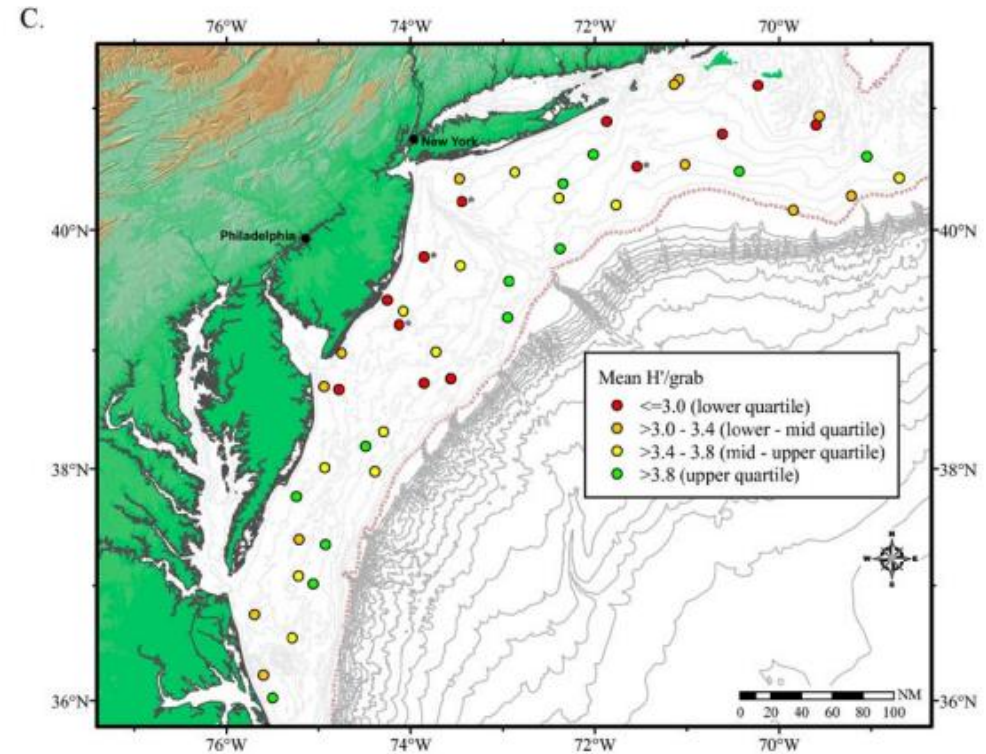 C.
76°W 74°W 72°W 70°W
New York
40°N 40°N
Philadelphia
Mean H'/grab
<=3.0 (lower quartile)
>3.0 - 3.4 (lower - mid quartile)
>3.4 - 3.8 (mid - upper quartile)
>3.8 (upper quartile)
38°N 38°N
N
W E
S
NM
36°N 36°N
0 20 40 60 80 100
76°W 74°W 72°W 70°W